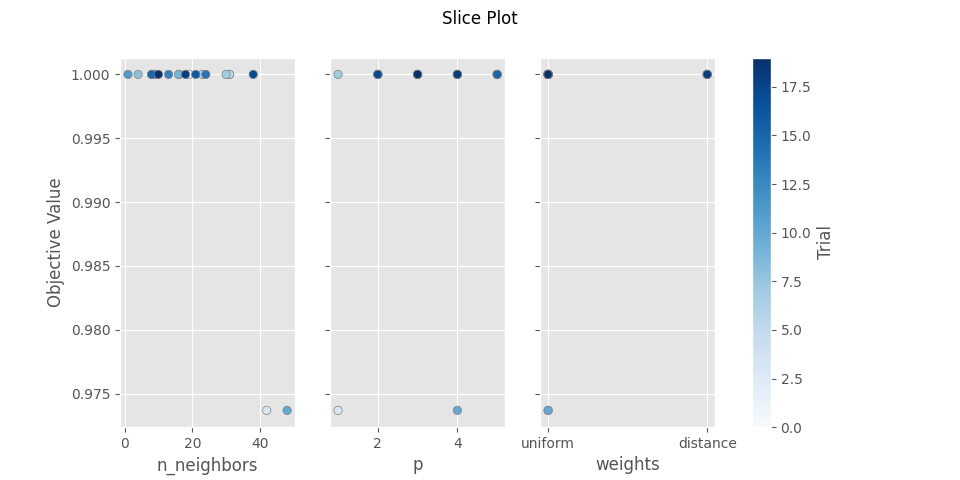 Slice Plot
Objective Value
1.000
0.995
0.990
0.985
0.980
0.975
0 20 40
n_neighbors
2 4
p
uniform distance
weights
17.5
15.0
12.5
10.0
7.5
5.0
2.5
0.0
Trial